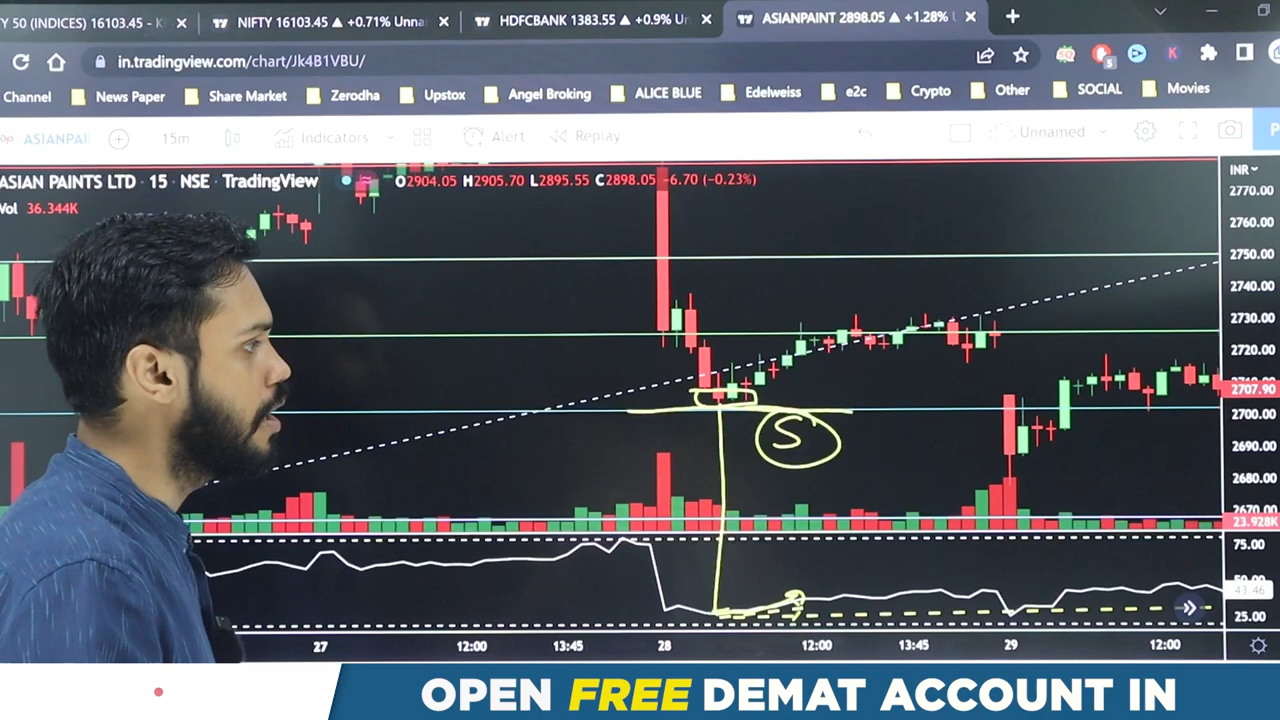 Y 50 (INDICES) 16103.45 -
NIFTY 16103.45 ▲ +0.71% Unna
HDFCBANK 1383.55 ▲ +0.9% U
ASIANPAINT 2898.05 ▲ +1.28%
in.tradingview.com/chart/Jk4B1VBU/
Channel News Paper Share Market Zerodha Upstox Angel Broking ALICE BLUE Edelweiss e2c Crypto Other SOCIAL Movies
ASIANPAI 15m Indicators Alert Replay Unnamed P
ASIAN PAINTS LTD · 15 · NSE · TradingView O2904.05 H2905.70 L2895.55 C2898.05 -6.70 (-0.23%) INR
Vol 36.344K
2770.00
2760.00
2750.00
2740.00
2730.00
2720.00
2707.90
2700.00
S
2690.00
2680.00
2670.00
23.928K
75.00
43.46
25.00
27 12:00 13:45 28 12:00 13:45 29 12:00
OPEN FREE DEMAT ACCOUNT IN